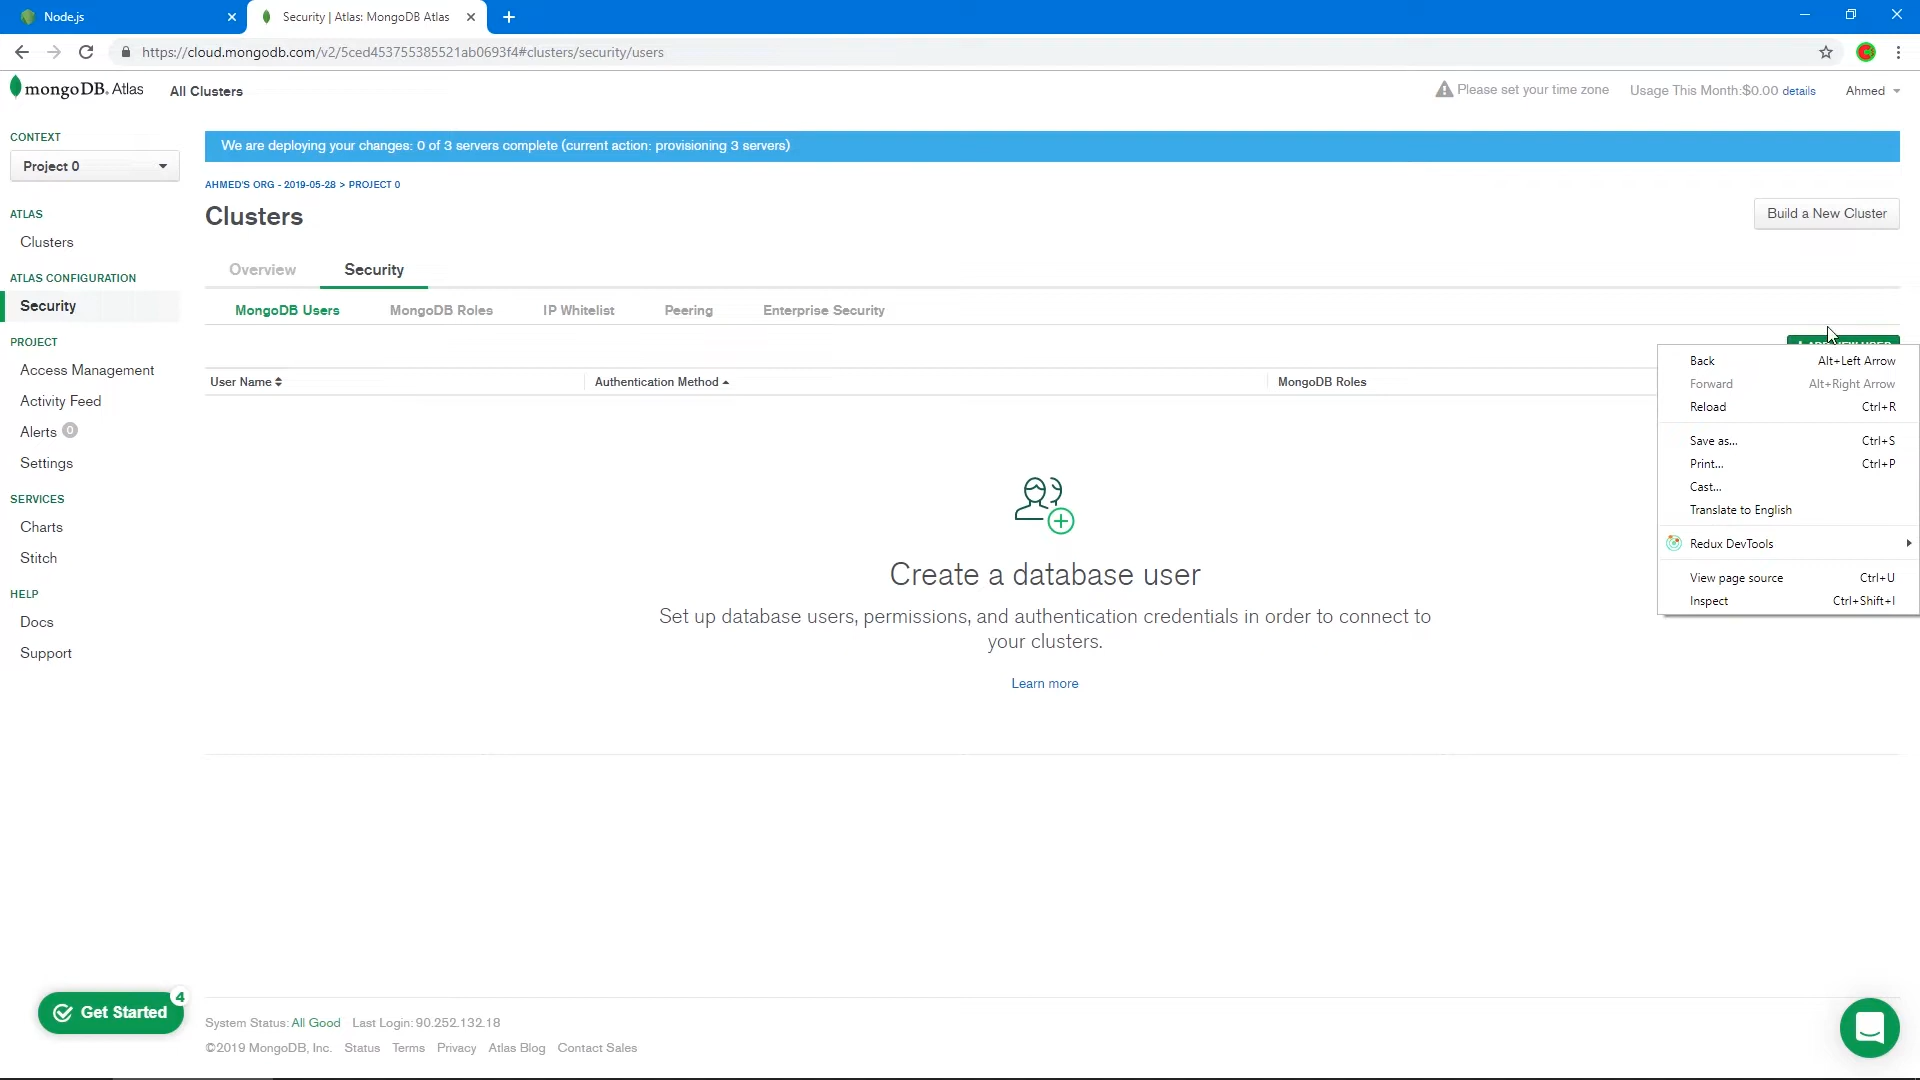 Node.js
Security | Atlas: MongoDB Atlas
https://cloud.mongodb.com/v2/5ced453755385521ab0693f4#clusters/security/users
mongoDB. Atlas
All Clusters
Please set your time zone
Usage This Month:$0.00 details
Ahmed
CONTEXT
Project 0
ATLAS
Clusters
ATLAS CONFIGURATION
Security
PROJECT
Access Management
Activity Feed
Alerts 0
Settings
SERVICES
Charts
Stitch
HELP
Docs
Support
Get Started
4
We are deploying your changes: 0 of 3 servers complete (current action: provisioning 3 servers)
AHMED'S ORG - 2019-05-28 > PROJECT 0
Clusters
Build a New Cluster
Overview
Security
MongoDB Users
MongoDB Roles
IP Whitelist
Peering
Enterprise Security
User Name
Authentication Method
MongoDB Roles
Back Alt+Left Arrow
Forward Alt+Right Arrow
Reload Ctrl+R
Save as... Ctrl+S
Print... Ctrl+P
Cast...
Translate to English
Redux DevTools
View page source Ctrl+U
Inspect Ctrl+Shift+I
Create a database user
Set up database users, permissions, and authentication credentials in order to connect to
your clusters.
Learn more
System Status: All Good Last Login: 90.252.132.18
©2019 MongoDB, Inc. Status Terms Privacy Atlas Blog Contact Sales